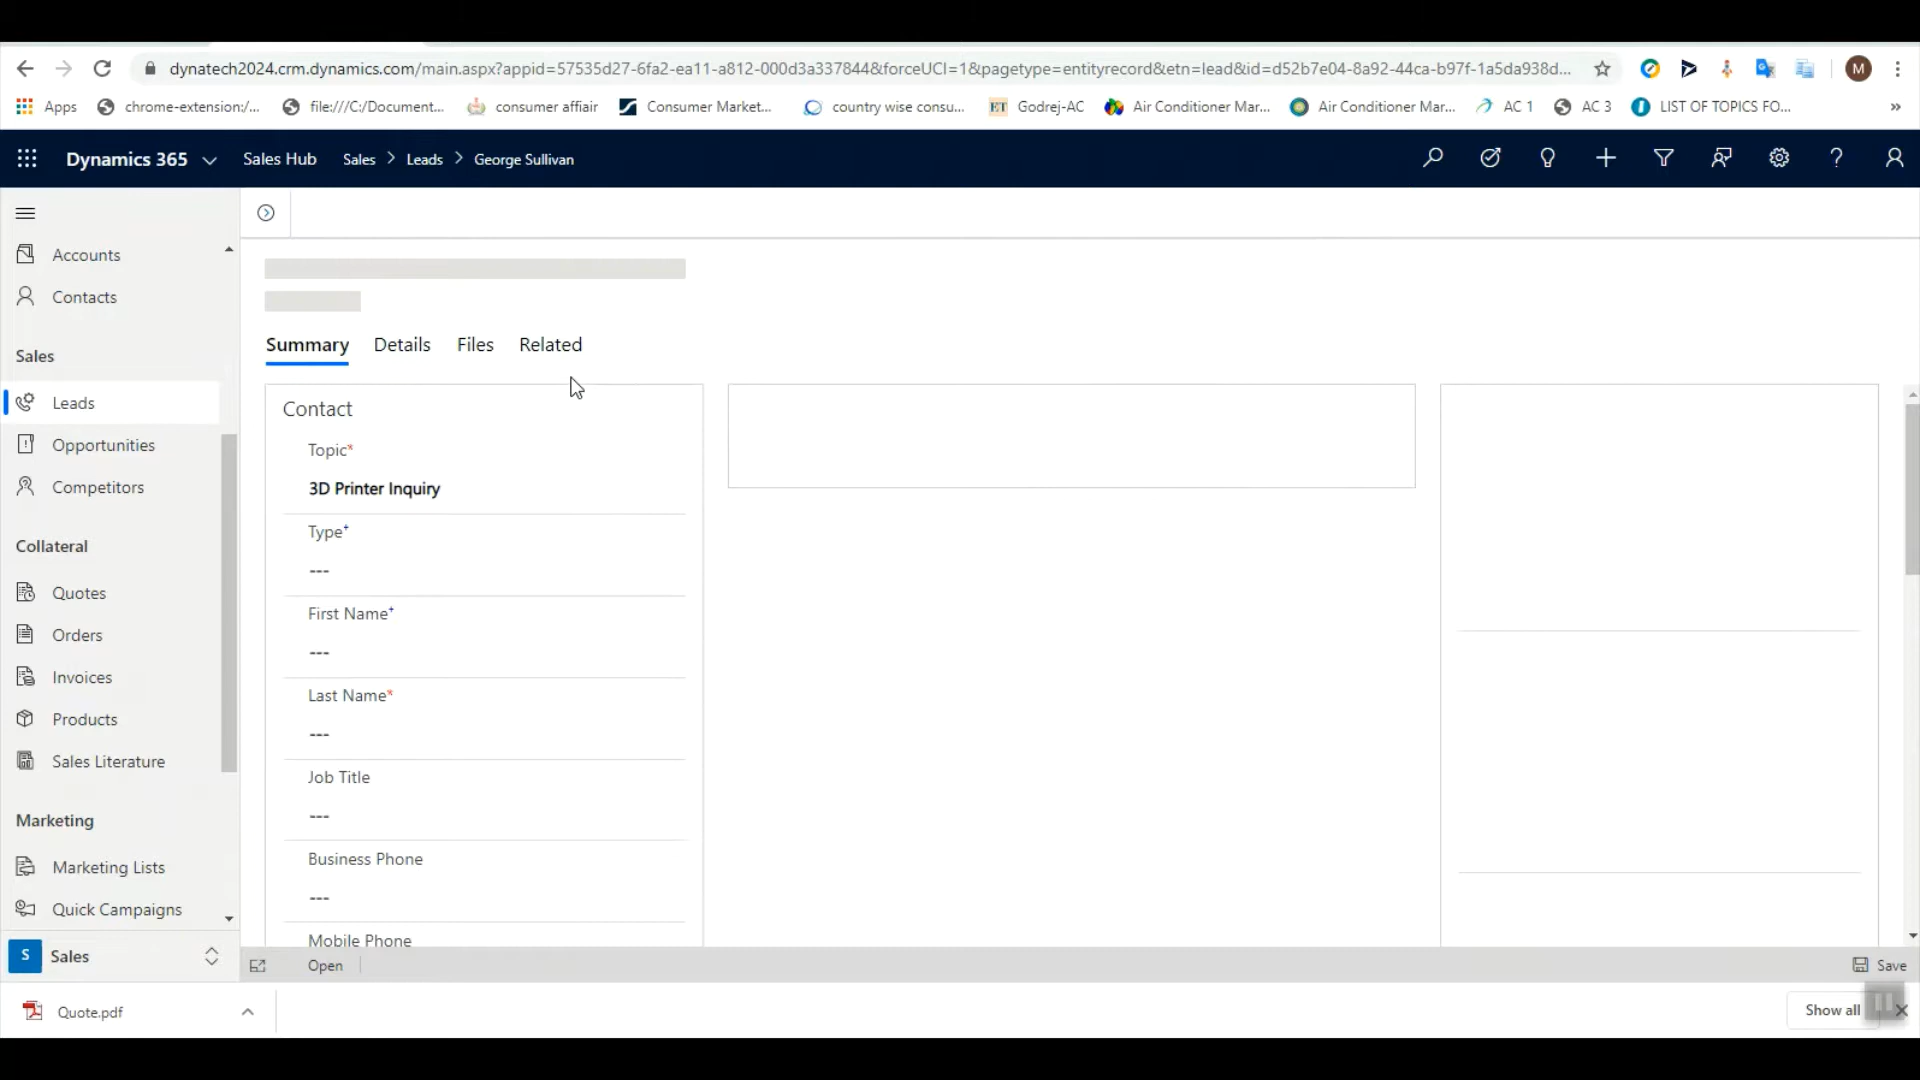 dynatech2024.crm.dynamics.com/main.aspx?appid=57535d27-6fa2-ea11-a812-000d3a337844&forceUCI=1&pagetype=entityrecord&etn=lead&id=d52b7e04-8a92-44ca-b97f-1a5da938d...
M
Apps chrome-extension:/... file:///C:/Document... consumer affiair Consumer Market... country wise consu... ET Godrej-AC Air Conditioner Mar... Air Conditioner Mar... AC 1 AC 3 LIST OF TOPICS FO... »
Dynamics 365 Sales Hub Sales > Leads > George Sullivan
Accounts
Contacts
Sales
Leads
Opportunities
Competitors
Collateral
Quotes
Orders
Invoices
Products
Sales Literature
Marketing
Marketing Lists
Quick Campaigns
S Sales
Summary Details Files Related
Contact
Topic*
3D Printer Inquiry
Type+
---
First Name+
---
Last Name*
---
Job Title
---
Business Phone
---
Mobile Phone
Open
Save
Quote.pdf
Show all